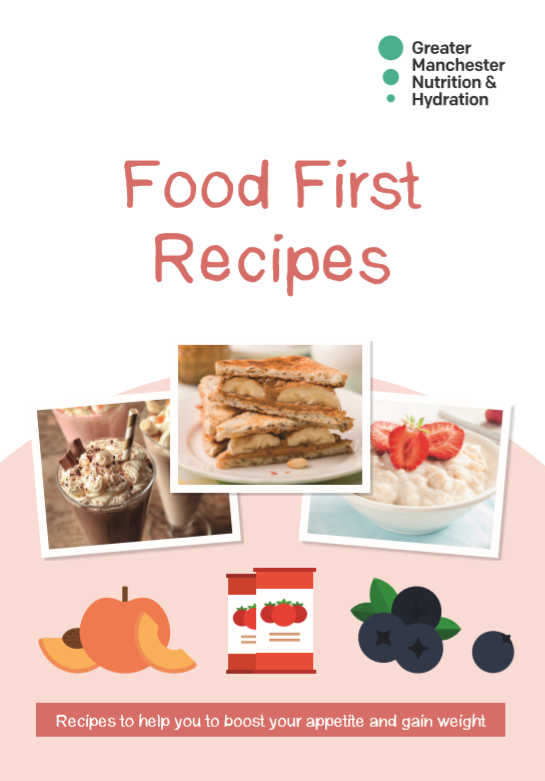 Greater
Manchester
Nutrition &
Hydration
Food First
Recipes
Recipes to help you to boost your appetite and gain weight